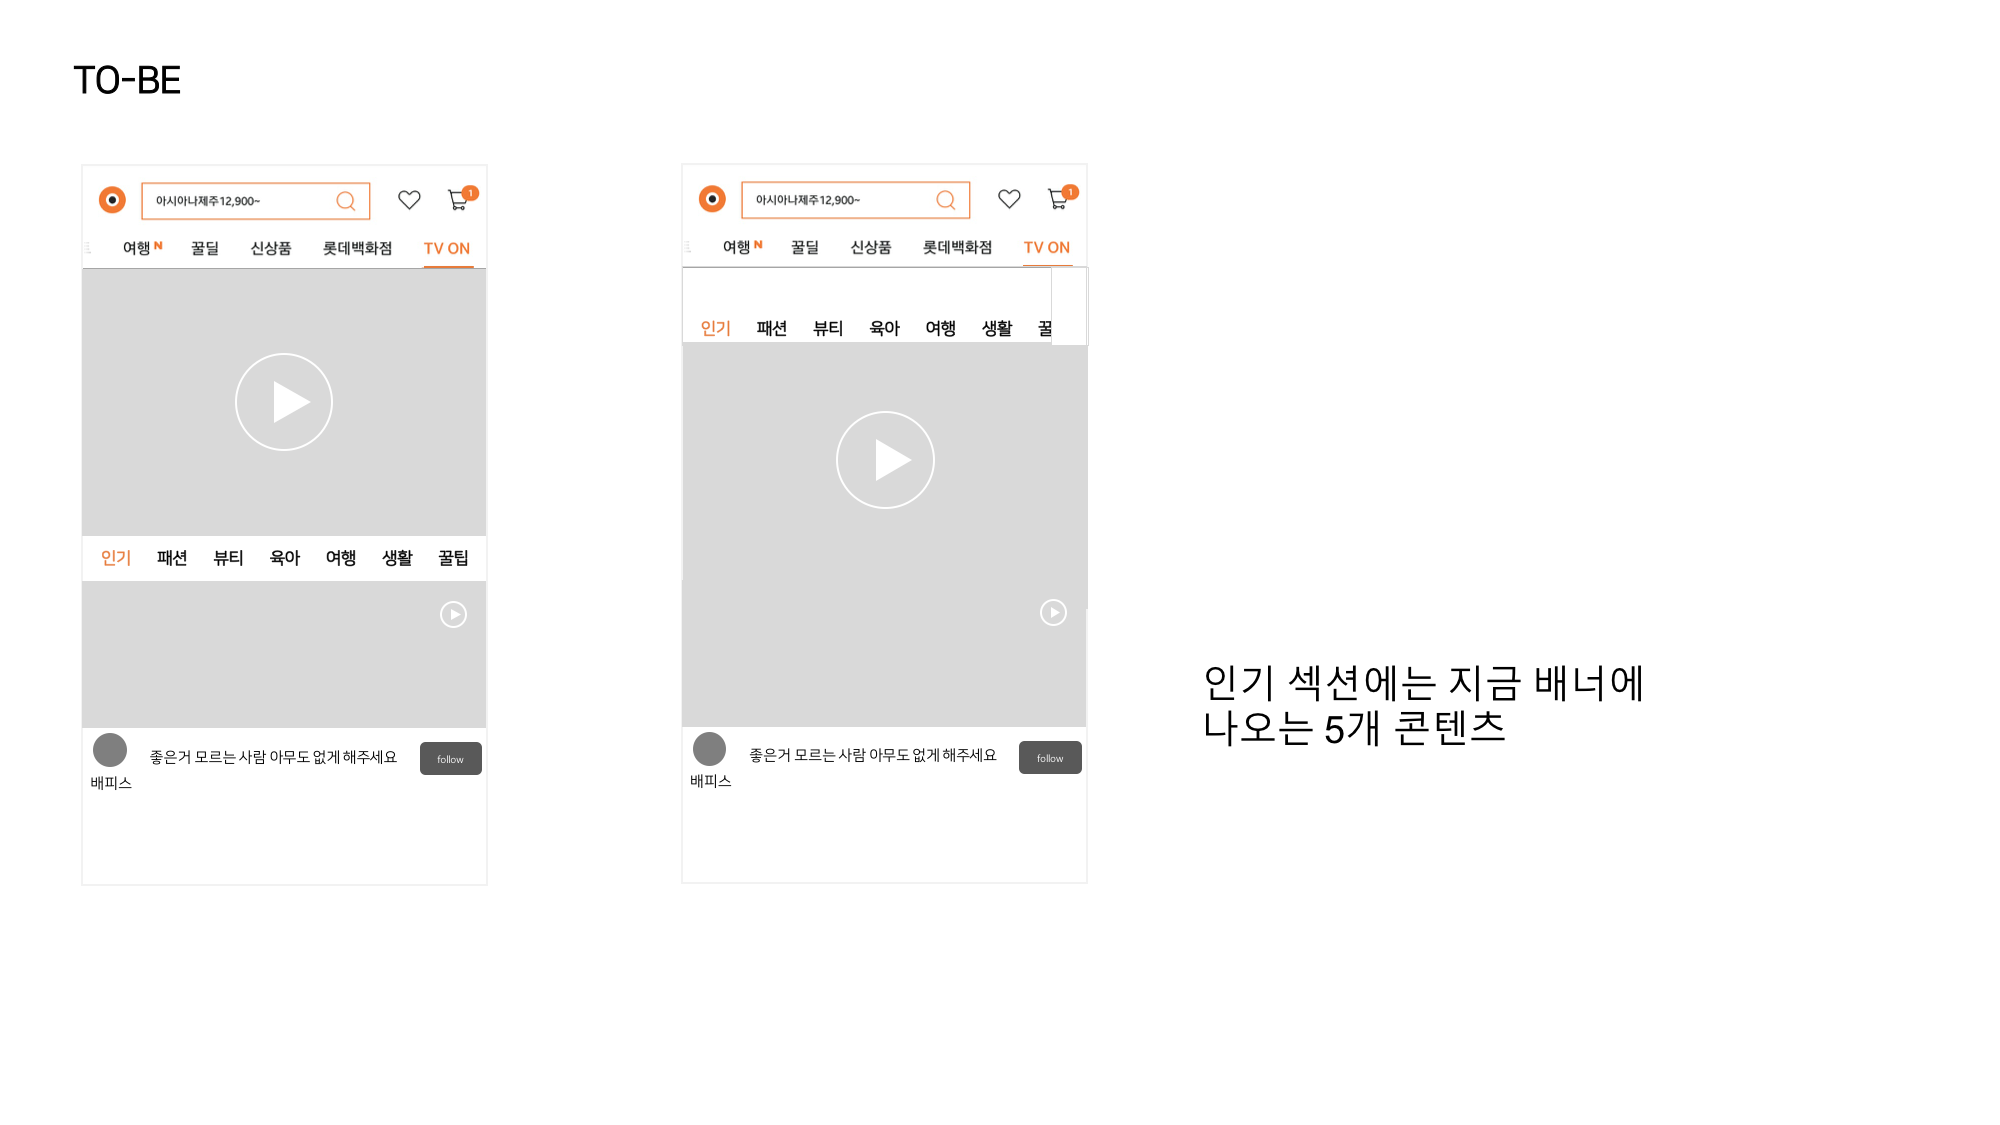 TO-BE
아시아나제주12,900~
1
여행 N 꿀딜 신상품 롯데백화점 TV ON
인기 패션 뷰티 육아 여행 생활 꿀팁
좋은거 모르는 사람 아무도 없게 해주세요
follow
배피스
아시아나제주12,900~
1
여행 N 꿀딜 신상품 롯데백화점 TV ON
인기 패션 뷰티 육아 여행 생활 꿀
좋은거 모르는 사람 아무도 없게 해주세요
follow
배피스
인기 섹션에는 지금 배너에
나오는 5개 콘텐츠